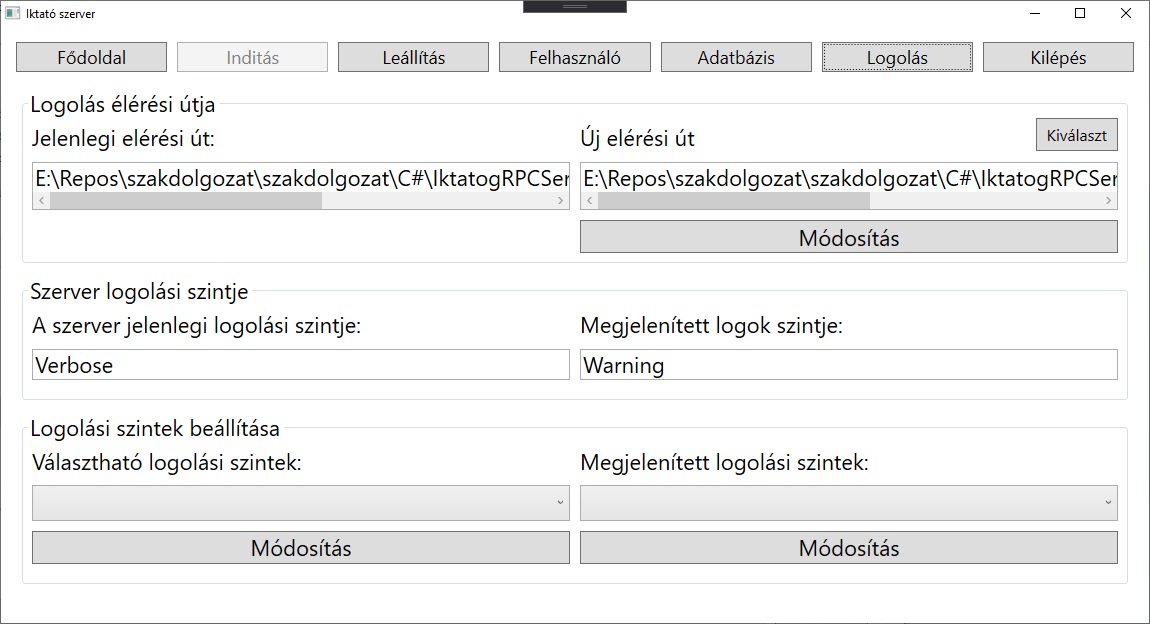 Iktató szerver
Fődoldal Inditás Leállítás Felhasználó Adatbázis Logolás Kilépés
Logolás élérési útja
Jelenlegi elérési út: Új elérési út Kiválaszt
E:\Repos\szakdolgozat\szakdolgozat\C#\IktatogRPCSer E:\Repos\szakdolgozat\szakdolgozat\C#\IktatogRPCSer
Módosítás
Szerver logolási szintje
A szerver jelenlegi logolási szintje: Megjelenített logok szintje:
Verbose Warning
Logolási szintek beállítása
Választható logolási szintek: Megjelenített logolási szintek:
Módosítás Módosítás